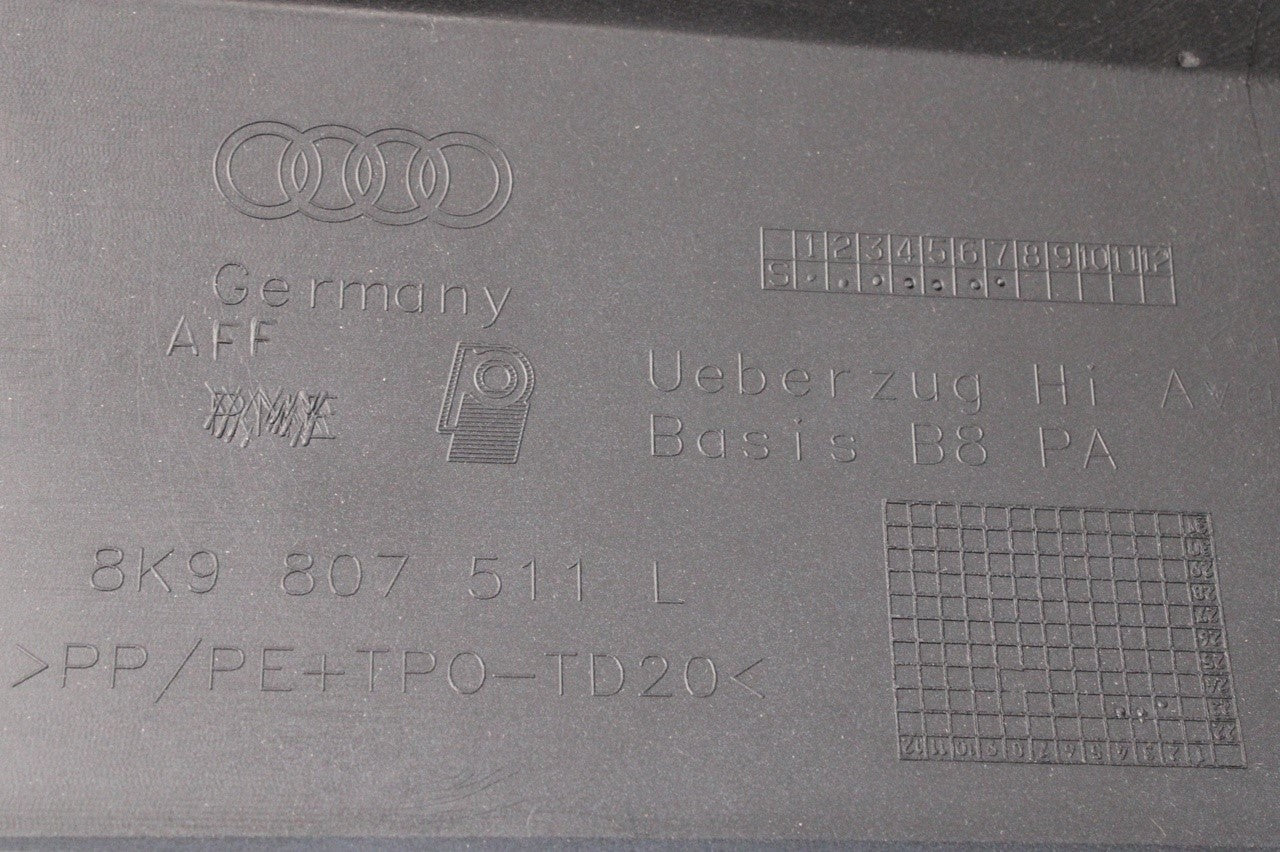 Germany
AFF
1 2 3 4 5 6 7 8 9 10 11 12
S
Ueberzug Hi
Basis B8 PA
8K9 807 511 L
>PP/PE+TPO-TD20<